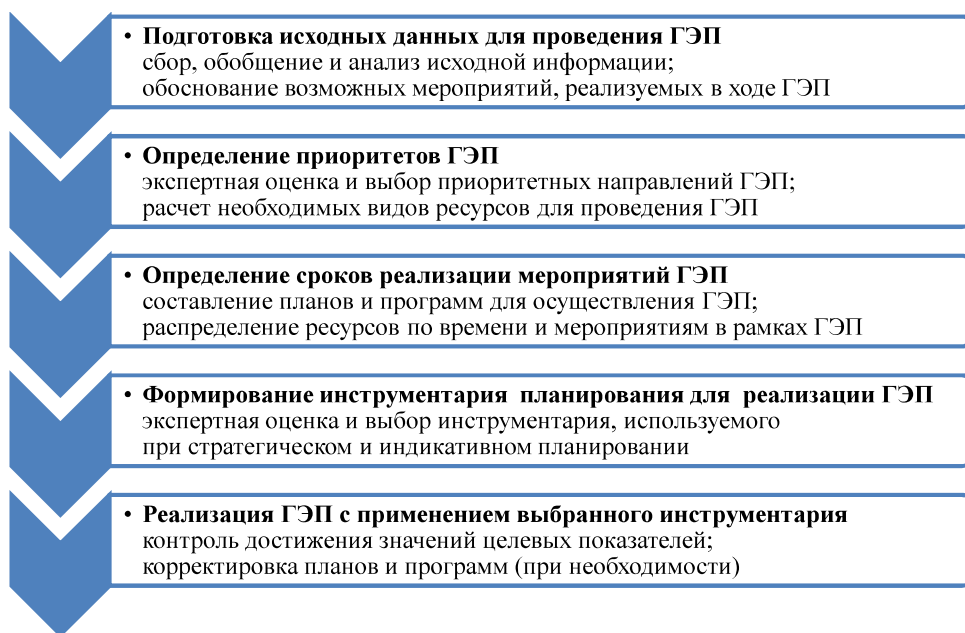 • Подготовка исходных данных для проведения ГЭП
сбор, обобщение и анализ исходной информации;
обоснование возможных мероприятий, реализуемых в ходе ГЭП
• Определение приоритетов ГЭП
экспертная оценка и выбор приоритетных направлений ГЭП;
расчет необходимых видов ресурсов для проведения ГЭП
• Определение сроков реализации мероприятий ГЭП
составление планов и программ для осуществления ГЭП;
распределение ресурсов по времени и мероприятиям в рамках ГЭП
• Формирование инструментария планирования для реализации ГЭП
экспертная оценка и выбор инструментария, используемого
при стратегическом и индикативном планировании
• Реализация ГЭП с применением выбранного инструментария
контроль достижения значений целевых показателей;
корректировка планов и программ (при необходимости)